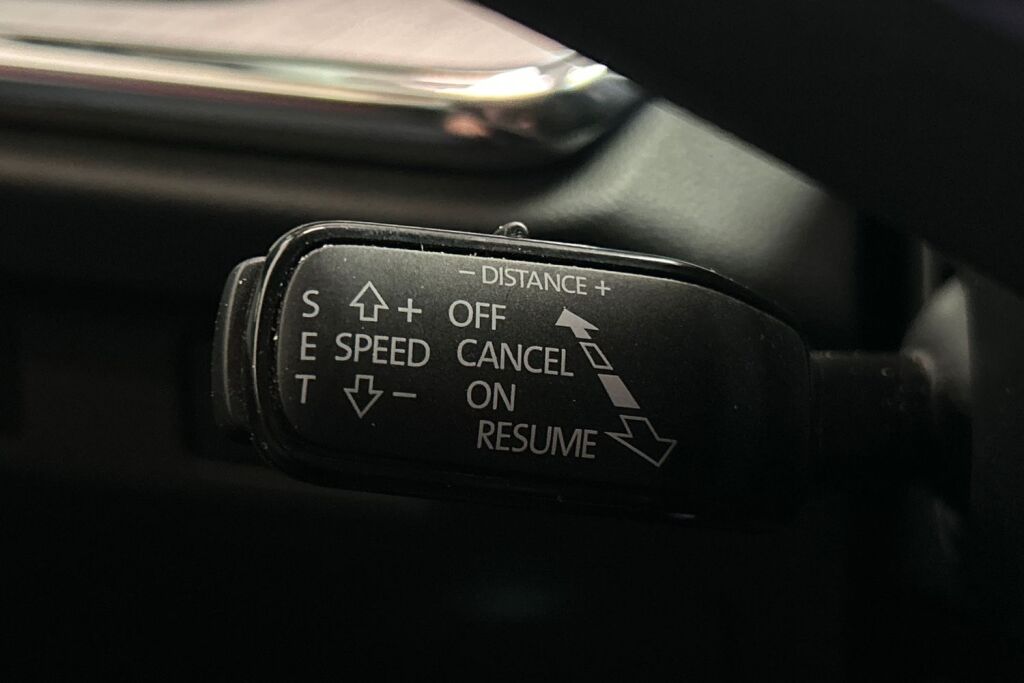 − DISTANCE +
S + OFF
E SPEED CANCEL
T − ON
RESUME